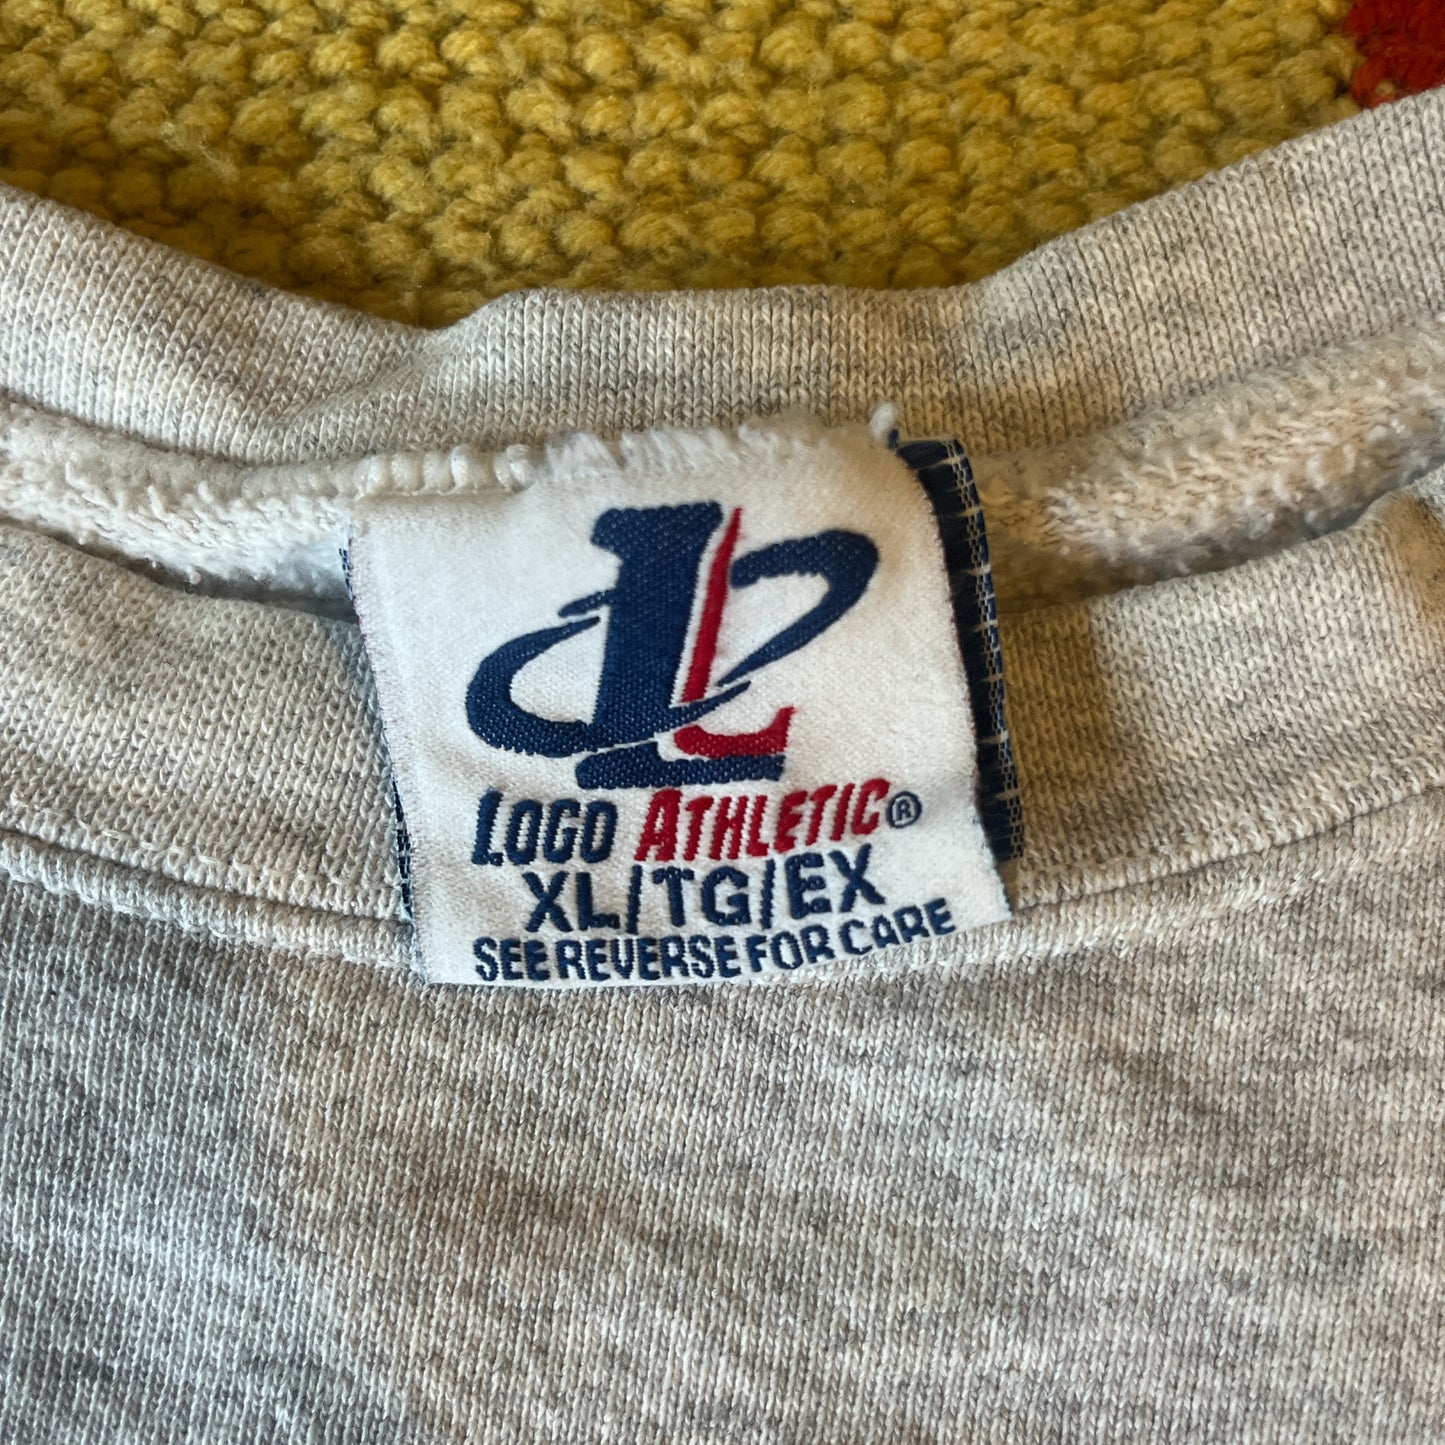 L
LOGO ATHLETIC®
XL/TG/EX
SEE REVERSE FOR CARE